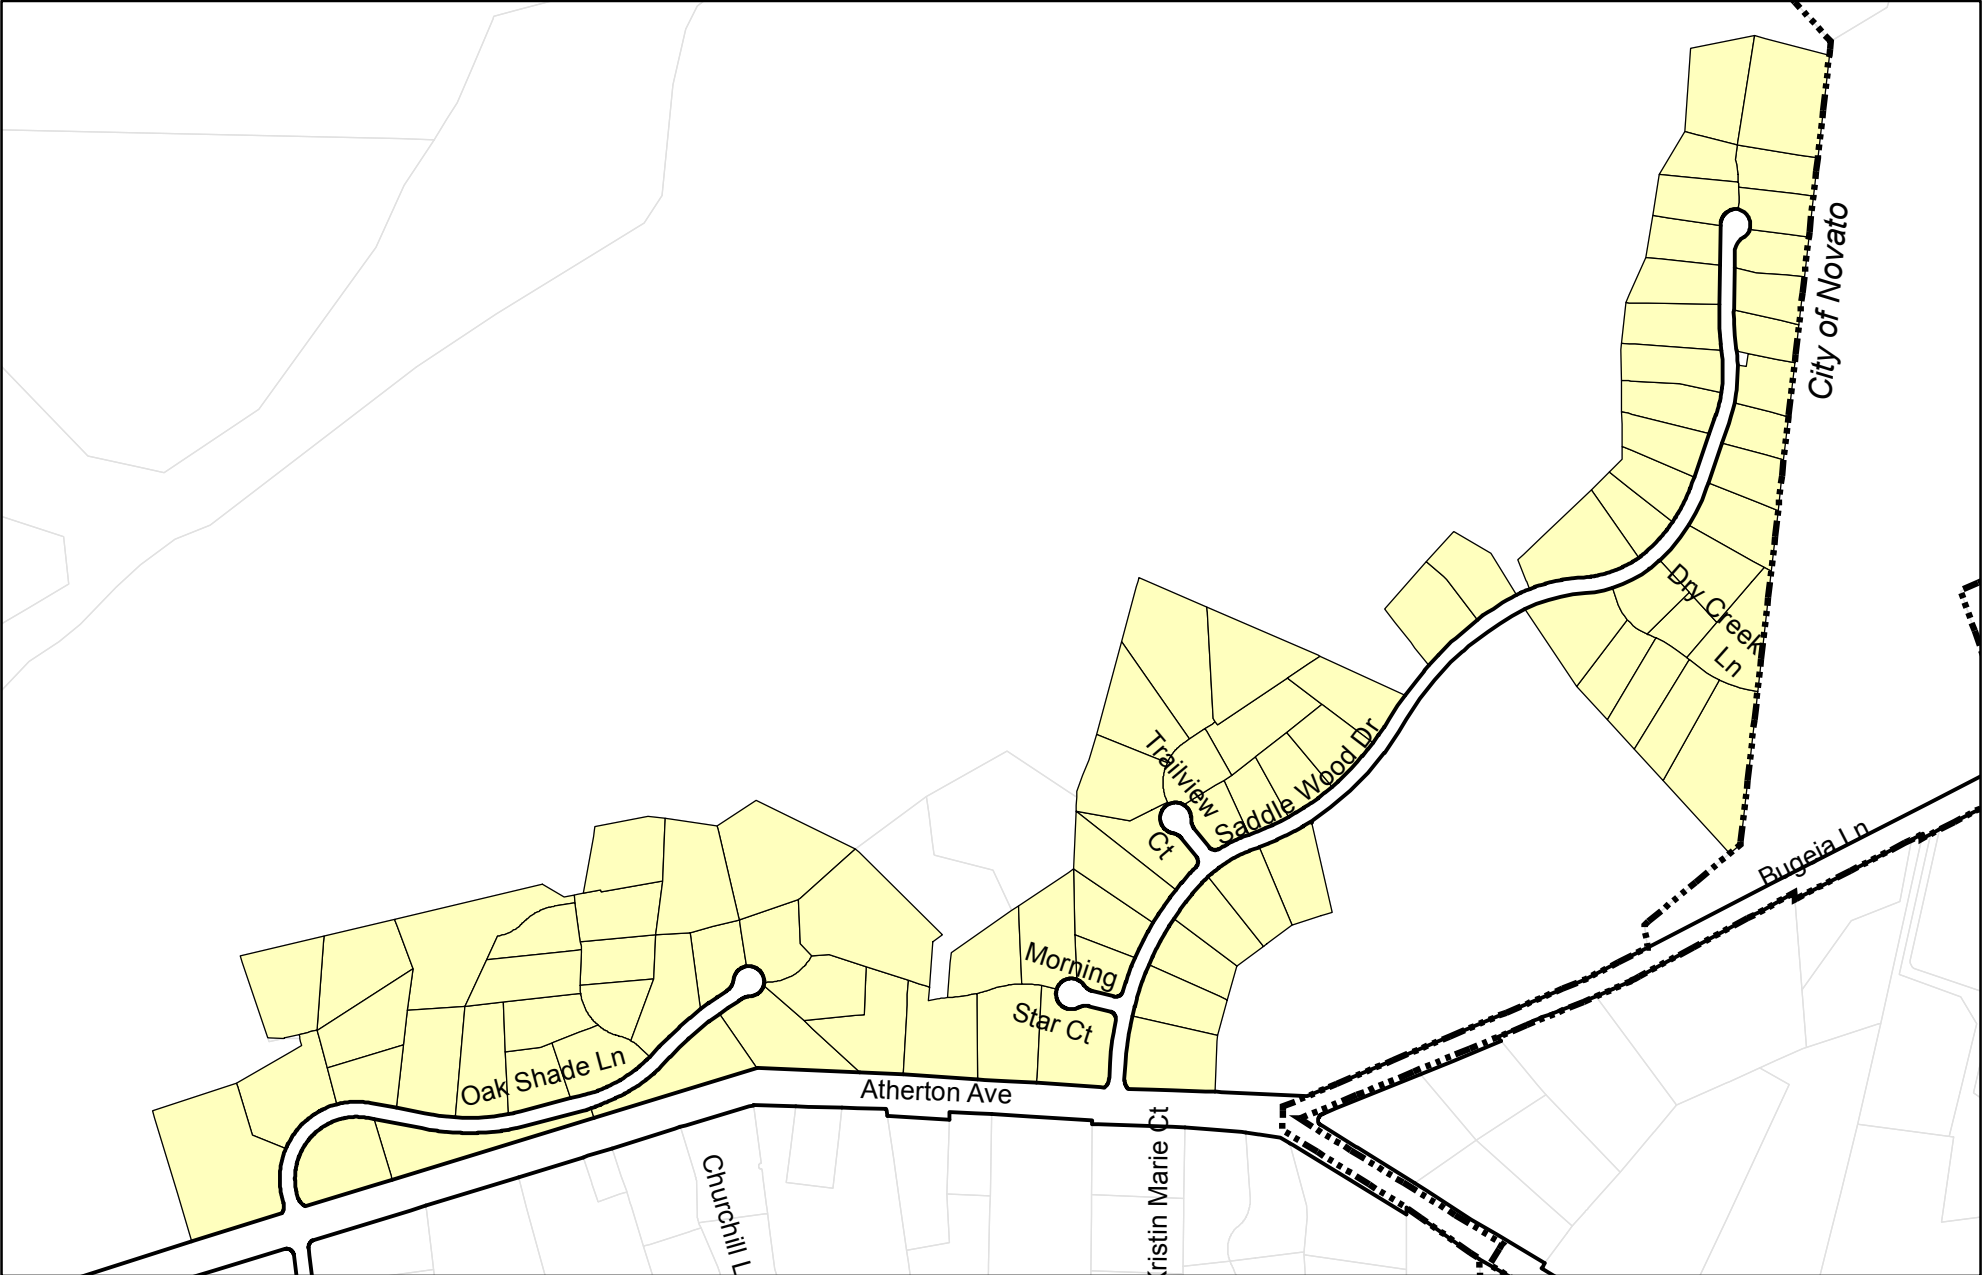 City of Novato
Dry Creek
Ln
Trailview
Ct
Saddle Wood Dr
Bugeia Ln
Morning
Star Ct
Oak Shade Ln
Atherton Ave
Churchill L
Kristin Marie Ct